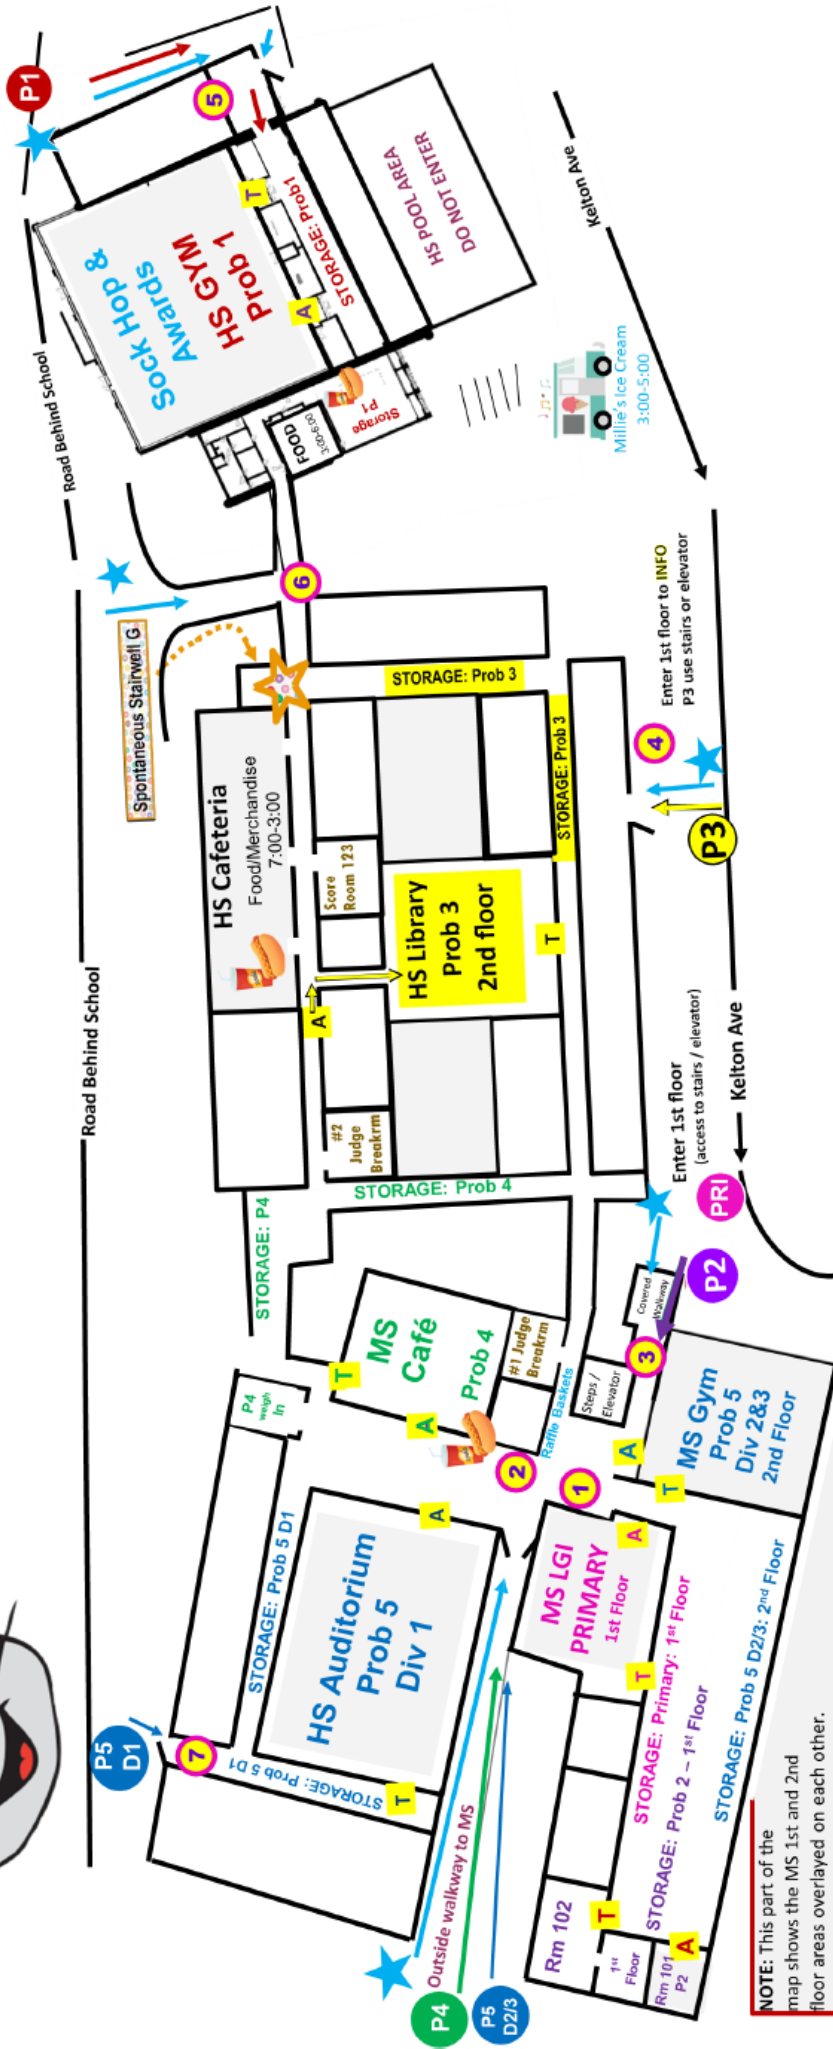 P1
5
Road Behind School
Sock Hop &
Awards
HS GYM
Prob 1
T
A
STORAGE: Prob1
HS POOL AREA
DO NOT ENTER
Kelton Ave
FOOD
3:00-6:00
Storage
P1
Millie's Ice Cream
3:00-5:00
6
Spontaneous Stairwell G
STORAGE: Prob 3
STORAGE: Prob 3
4
Enter 1st floor to INFO
P3 use stairs or elevator
P3
HS Cafeteria
Food/Merchandise
7:00-3:00
Score
Room 123
HS Library
Prob 3
2nd floor
T
A
#2
Judge
Breakrm
Road Behind School
Kelton Ave
Enter 1st floor
(access to stairs / elevator)
PRI
P2
STORAGE: P4
STORAGE: Prob 4
MS
Café
Prob 4
T
A
#1 Judge
Breakrm
Raffle Baskets
Steps /
Elevator
Covered
Walkway
3
2
1
P4
weigh
In
MS Gym
Prob 5
Div 2&3
2nd Floor
A
T
HS Auditorium
Prob 5
Div 1
A
T
STORAGE: Prob 5 D1
STORAGE: Prob 5 D1
7
P5
D1
MS LGI
PRIMARY
1st Floor
A
T
STORAGE: Primary: 1st Floor
STORAGE: Prob 2 – 1st Floor
STORAGE: Prob 5 D2/3: 2nd Floor
Outside walkway to MS
P4
P5
D2/3
Rm 102
T
1st
Floor
Rm 101
P2
A
NOTE: This part of the
map shows the MS 1st and 2nd
floor areas overlayed on each other.